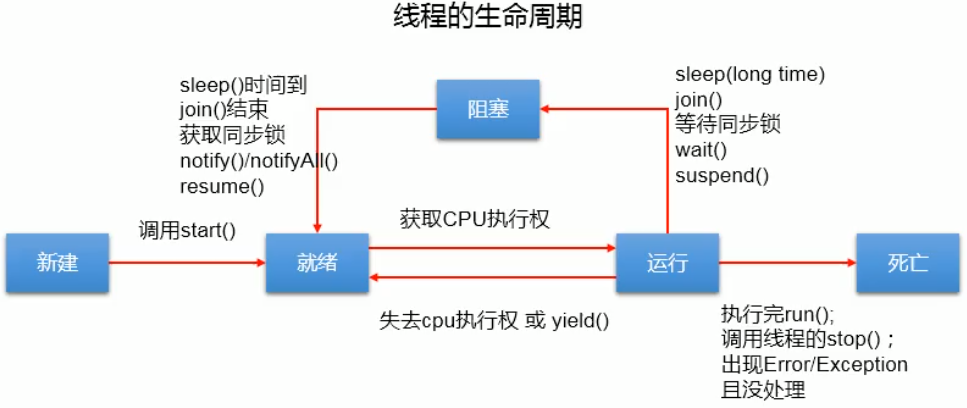 线程的生命周期
sleep()时间到
join()结束
获取同步锁
notify()/notifyAll()
resume()
阻塞
sleep(long time)
join()
等待同步锁
wait()
suspend()
新建
调用start()
就绪
获取CPU执行权
失去cpu执行权 或 yield()
运行
死亡
执行完run();
调用线程的stop()；
出现Error/Exception
且没处理